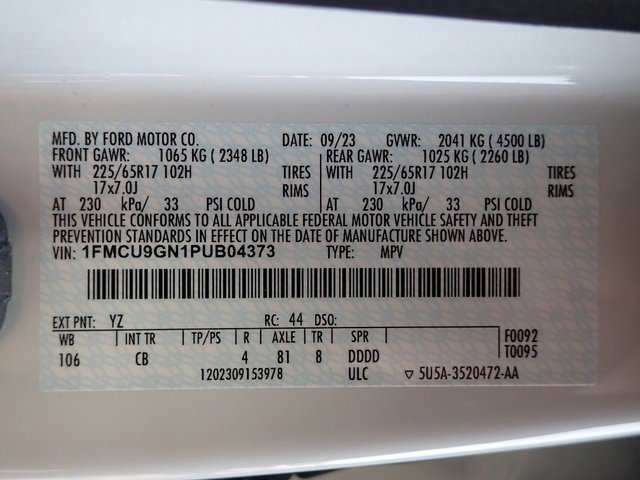 MFD. BY FORD MOTOR CO. DATE: 09/23 GVWR: 2041 KG ( 4500 LB)
FRONT GAWR: 1065 KG ( 2348 LB) REAR GAWR: 1025 KG ( 2260 LB)
WITH 225/65R17 102H TIRES WITH 225/65R17 102H TIRES
17x7.0J RIMS 17x7.0J RIMS
AT 230 kPa/ 33 PSI COLD AT 230 kPa/ 33 PSI COLD
THIS VEHICLE CONFORMS TO ALL APPLICABLE FEDERAL MOTOR VEHICLE SAFETY AND THEFT
PREVENTION STANDARDS IN EFFECT ON THE DATE OF MANUFACTURE SHOWN ABOVE.
VIN: 1FMCU9GN1PUB04373 TYPE: MPV
EXT PNT: YZ RC: 44 DSO:
WB INT TR TP/PS R AXLE TR SPR F0092
106 CB 4 81 8 DDDD T0095
1202309153978 ULC ▽ 5U5A-3520472-AA